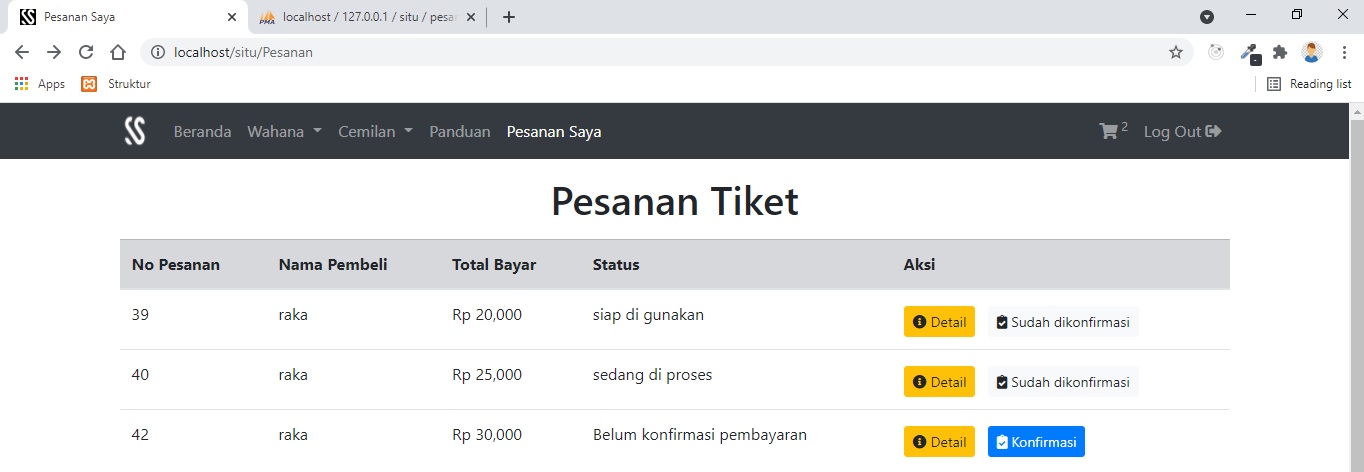 Pesanan Saya
localhost / 127.0.0.1 / situ / pesan
localhost/situ/Pesanan
Apps Struktur Reading list
Beranda Wahana Cemilan Panduan Pesanan Saya 2 Log Out
Pesanan Tiket
No Pesanan Nama Pembeli Total Bayar Status Aksi
39 raka Rp 20,000 siap di gunakan Detail Sudah dikonfirmasi
40 raka Rp 25,000 sedang di proses Detail Sudah dikonfirmasi
42 raka Rp 30,000 Belum konfirmasi pembayaran Detail Konfirmasi